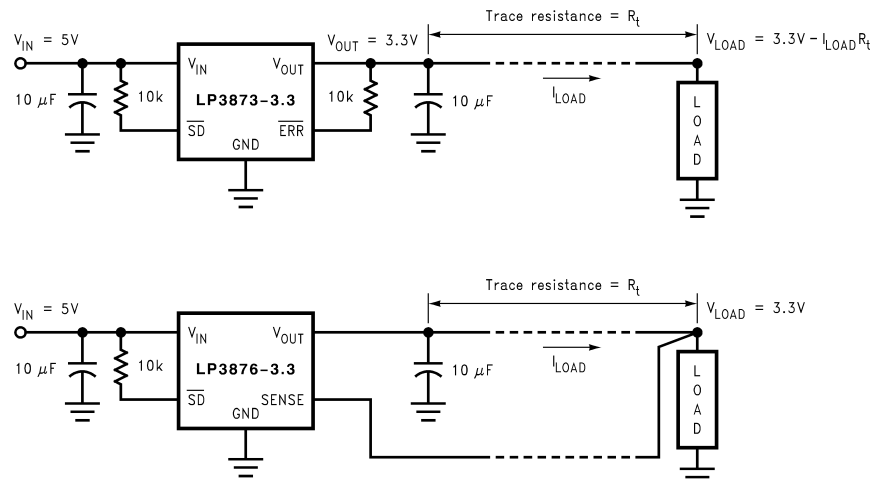 Trace resistance = Rt
VIN = 5V
VOUT = 3.3V
VLOAD = 3.3V - ILOADRt
VIN
VOUT
10 μF
10k
LP3873-3.3
10k
10 μF
ILOAD
SD
ERR
GND
L
O
A
D
Trace resistance = Rt
VIN = 5V
VLOAD = 3.3V
VIN
VOUT
10 μF
10k
LP3876-3.3
10 μF
ILOAD
SD
SENSE
GND
L
O
A
D